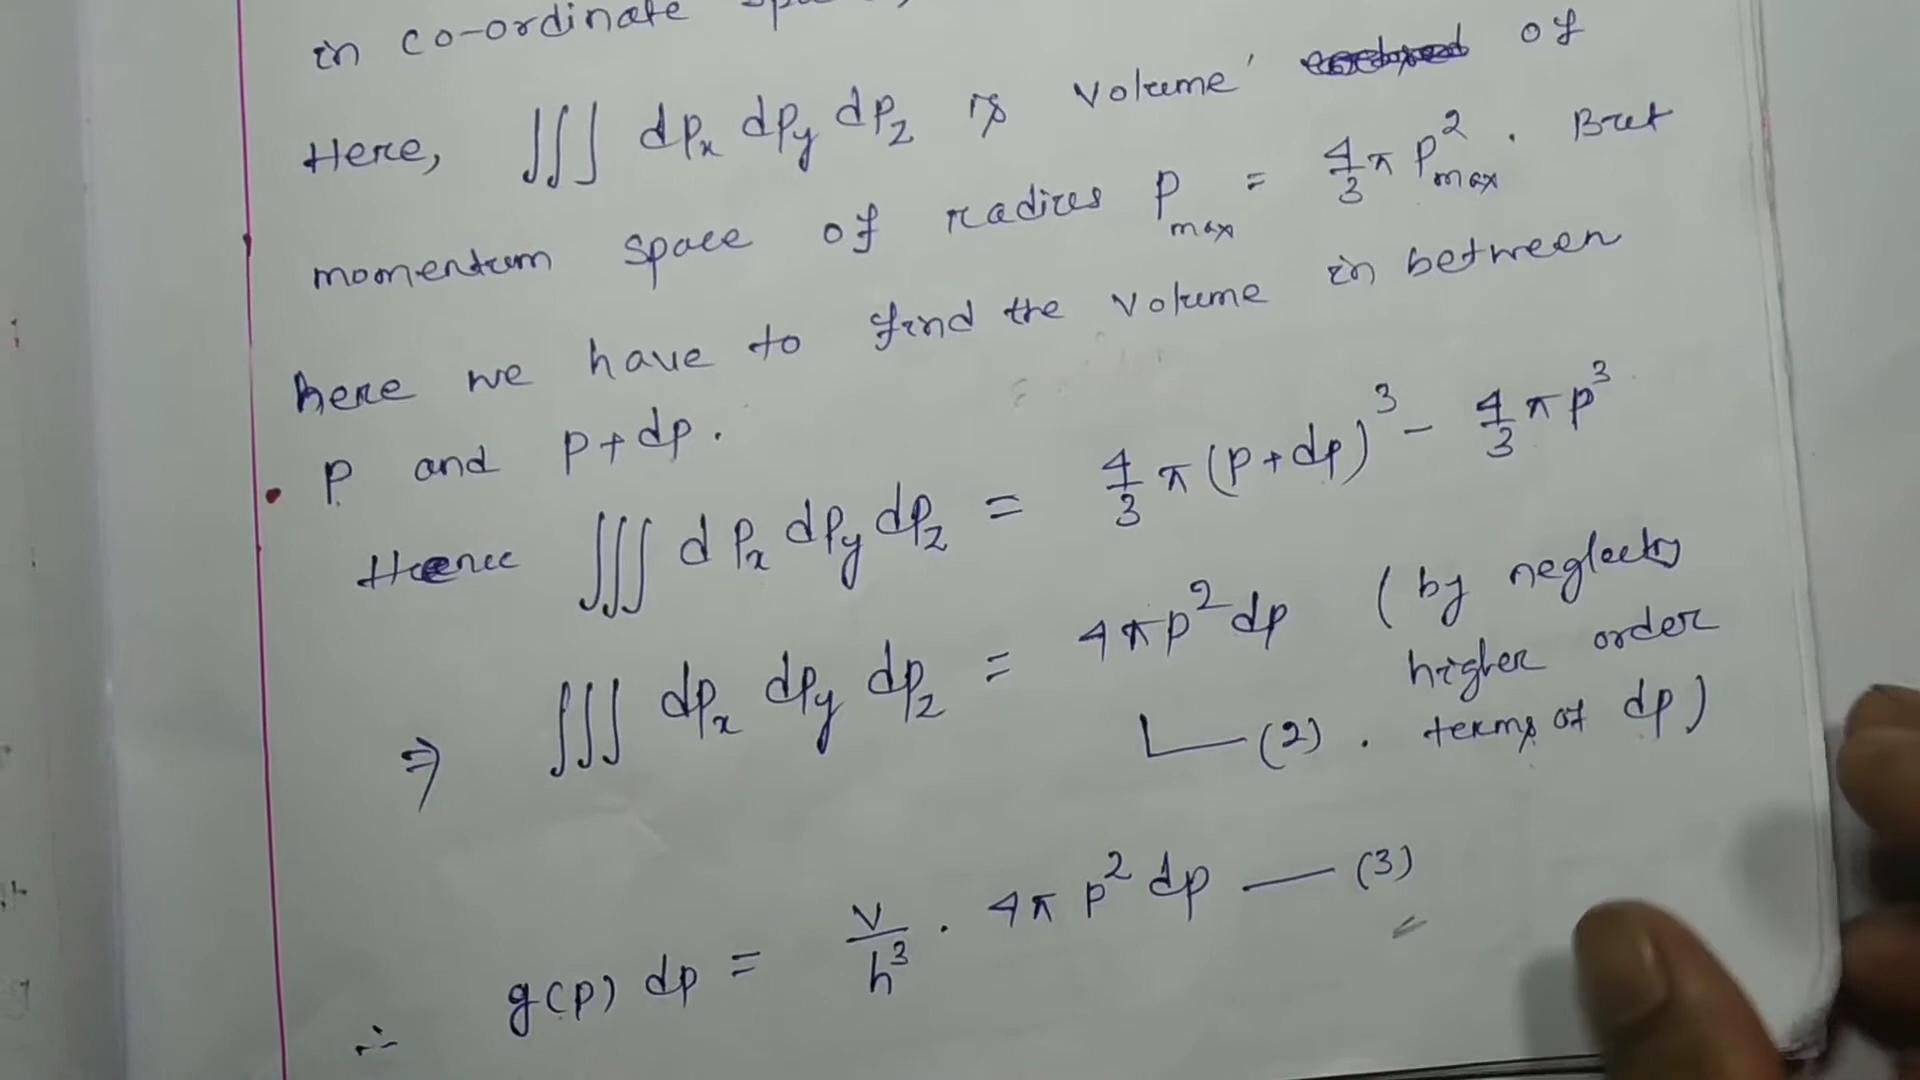 in co-ordinate
Here, ∭ dpx dpy dpz is volume of
momentum space of radius Pmax = 4/3 π P²max. But
here we have to find the volume in between
p and p+dp.
Hence ∭ dpx dpy dpz = 4/3 π (p+dp)³ - 4/3 π p³
⇒ ∭ dpx dpy dpz = 4πp² dp (by neglectg
higher order
(2). terms of dp)
∴ g(p) dp = V/h³ . 4π p² dp — (3)